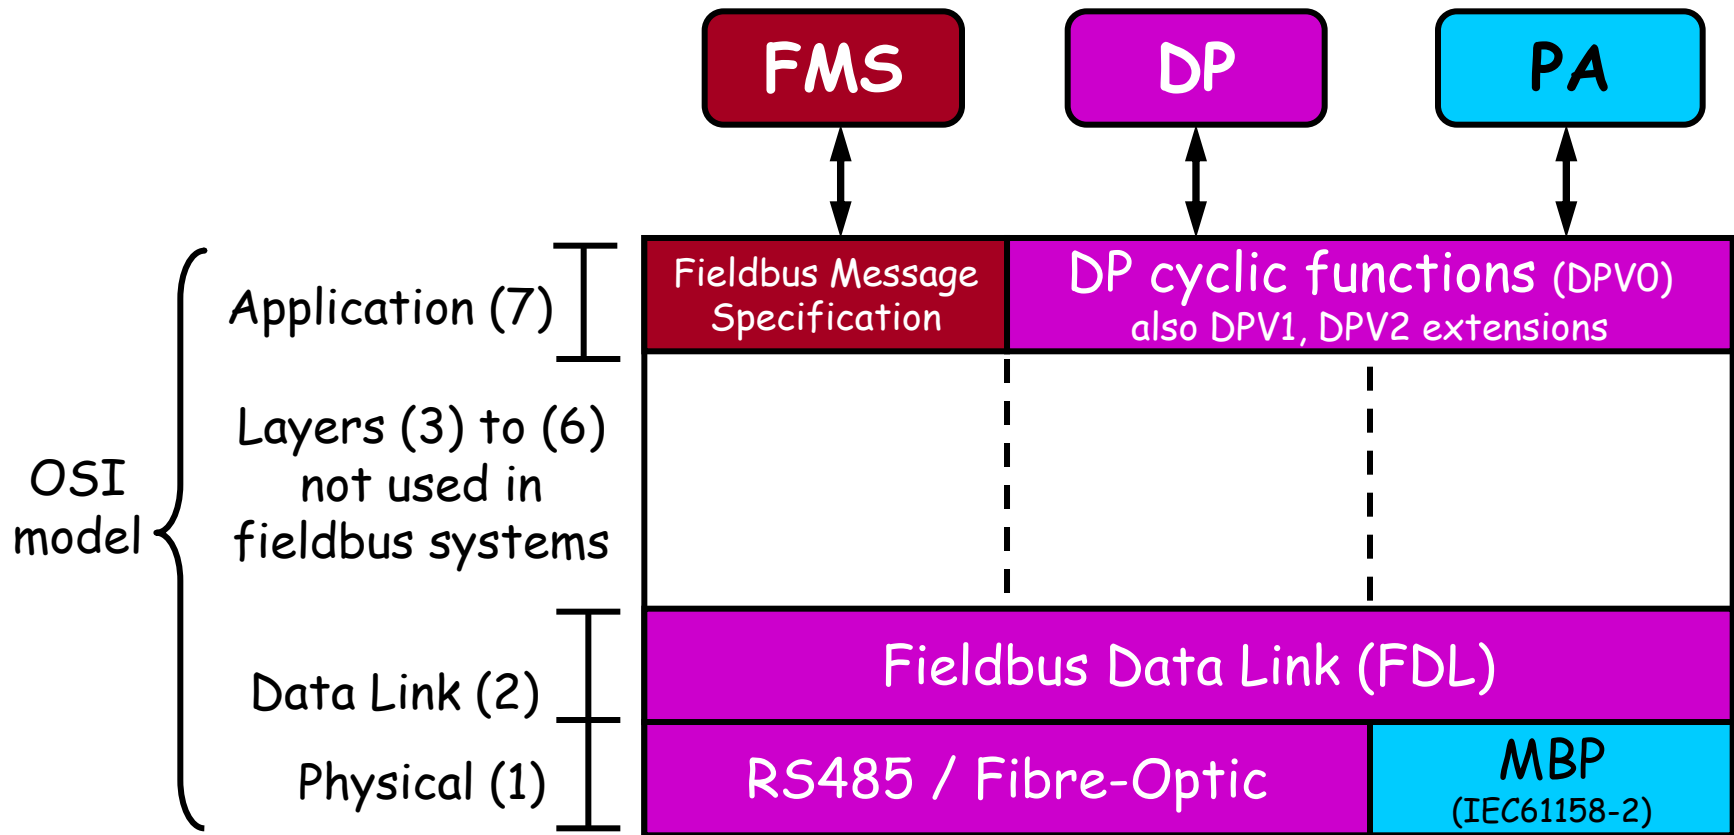 FMS
DP
PA
Fieldbus Message
Specification
DP cyclic functions (DPV0)
also DPV1, DPV2 extensions
Application (7)
Layers (3) to (6)
not used in
fieldbus systems
OSI
model
Data Link (2)
Fieldbus Data Link (FDL)
Physical (1)
RS485 / Fibre-Optic
MBP
(IEC61158-2)